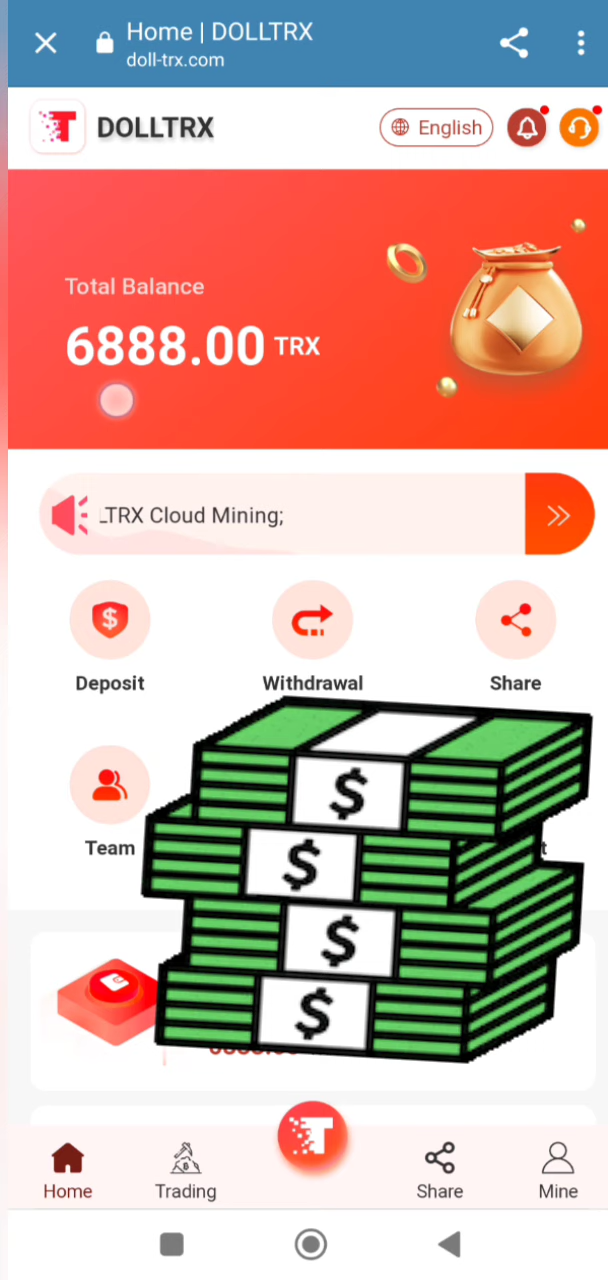 Home | DOLLTRX
doll-trx.com
DOLLTRX
English
Total Balance
6888.00 TRX
LTRX Cloud Mining;
Deposit
Withdrawal
Share
Team
$
$
$
$
Home
Trading
Share
Mine